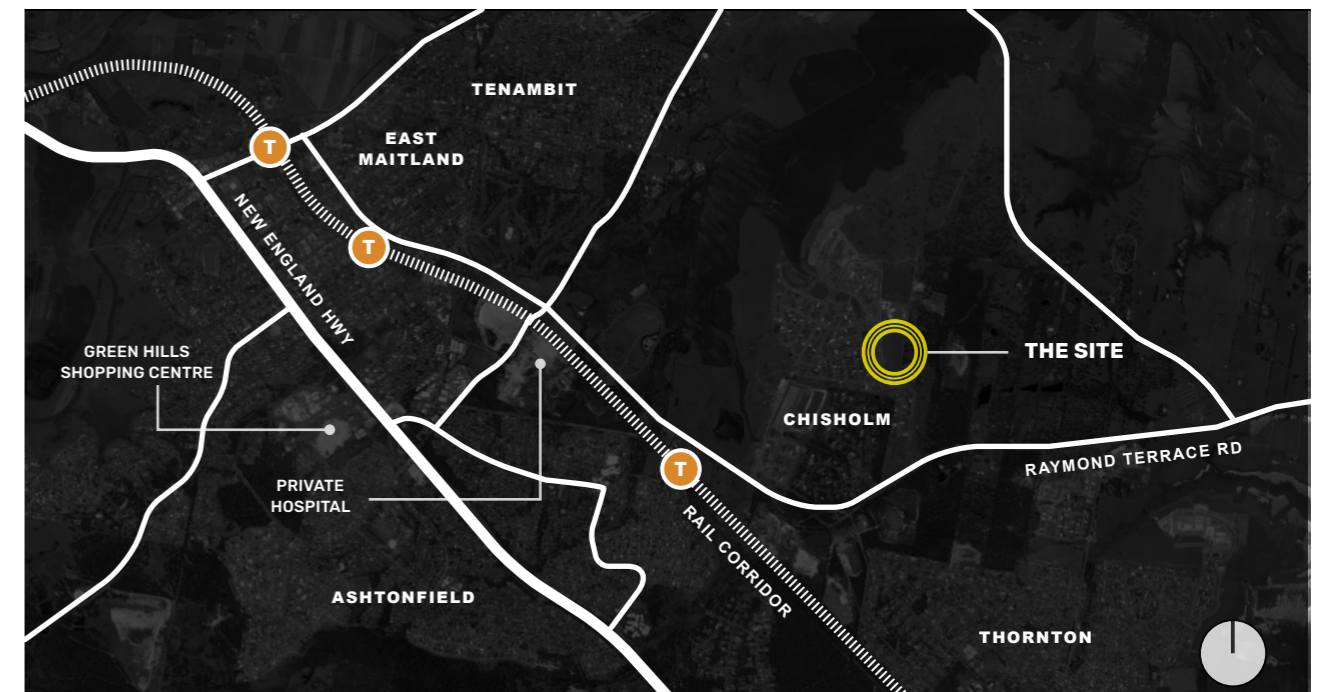 TENAMBIT
EAST
MAITLAND
T
NEW ENGLAND HWY
T
GREEN HILLS
SHOPPING CENTRE
THE SITE
CHISHOLM
RAYMOND TERRACE RD
T
PRIVATE
HOSPITAL
RAIL CORRIDOR
ASHTONFIELD
THORNTON